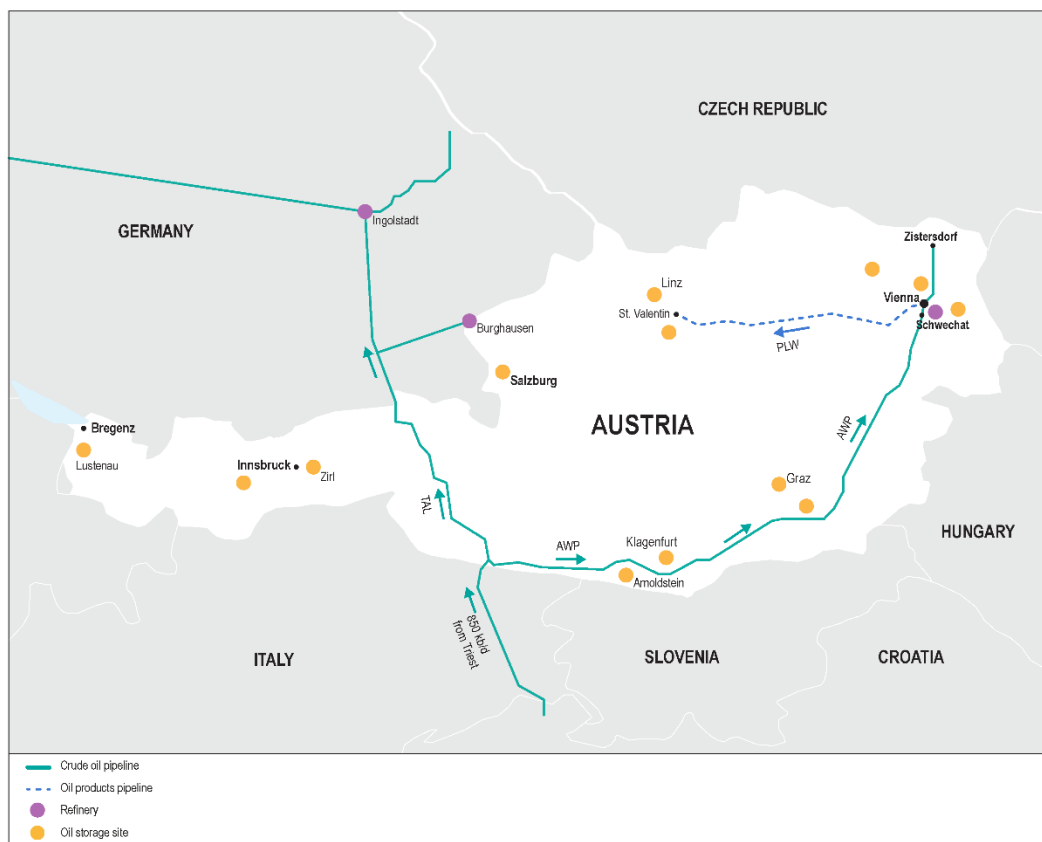 CZECH REPUBLIC
GERMANY
Ingolstadt
Zistersdorf
Linz
Vienna
St. Valentin
Schwechat
Burghausen
PLW
Salzburg
AUSTRIA
Bregenz
Lustenau
Innsbruck
Zirl
AWP
Graz
TAL
HUNGARY
Klagenfurt
AWP
Arnoldstein
850 kb/d
from Triest
ITALY
SLOVENIA
CROATIA
Crude oil pipeline
Oil products pipeline
Refinery
Oil storage site